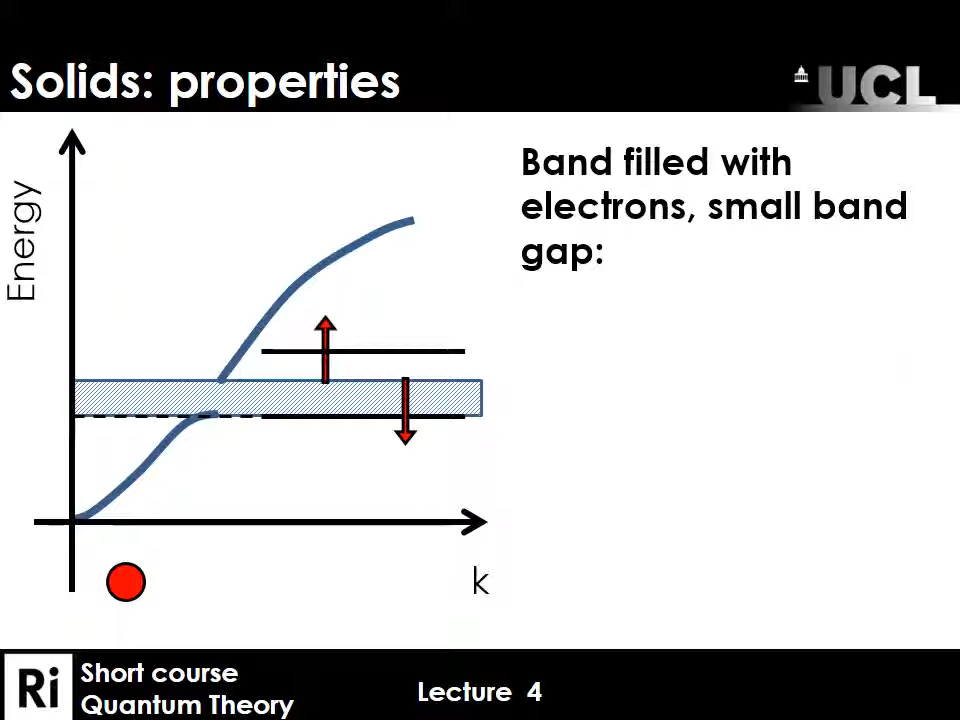 Solids: properties
UCL
Energy
Band filled with
electrons, small band
gap:
k
Ri
Short course
Quantum Theory
Lecture 4